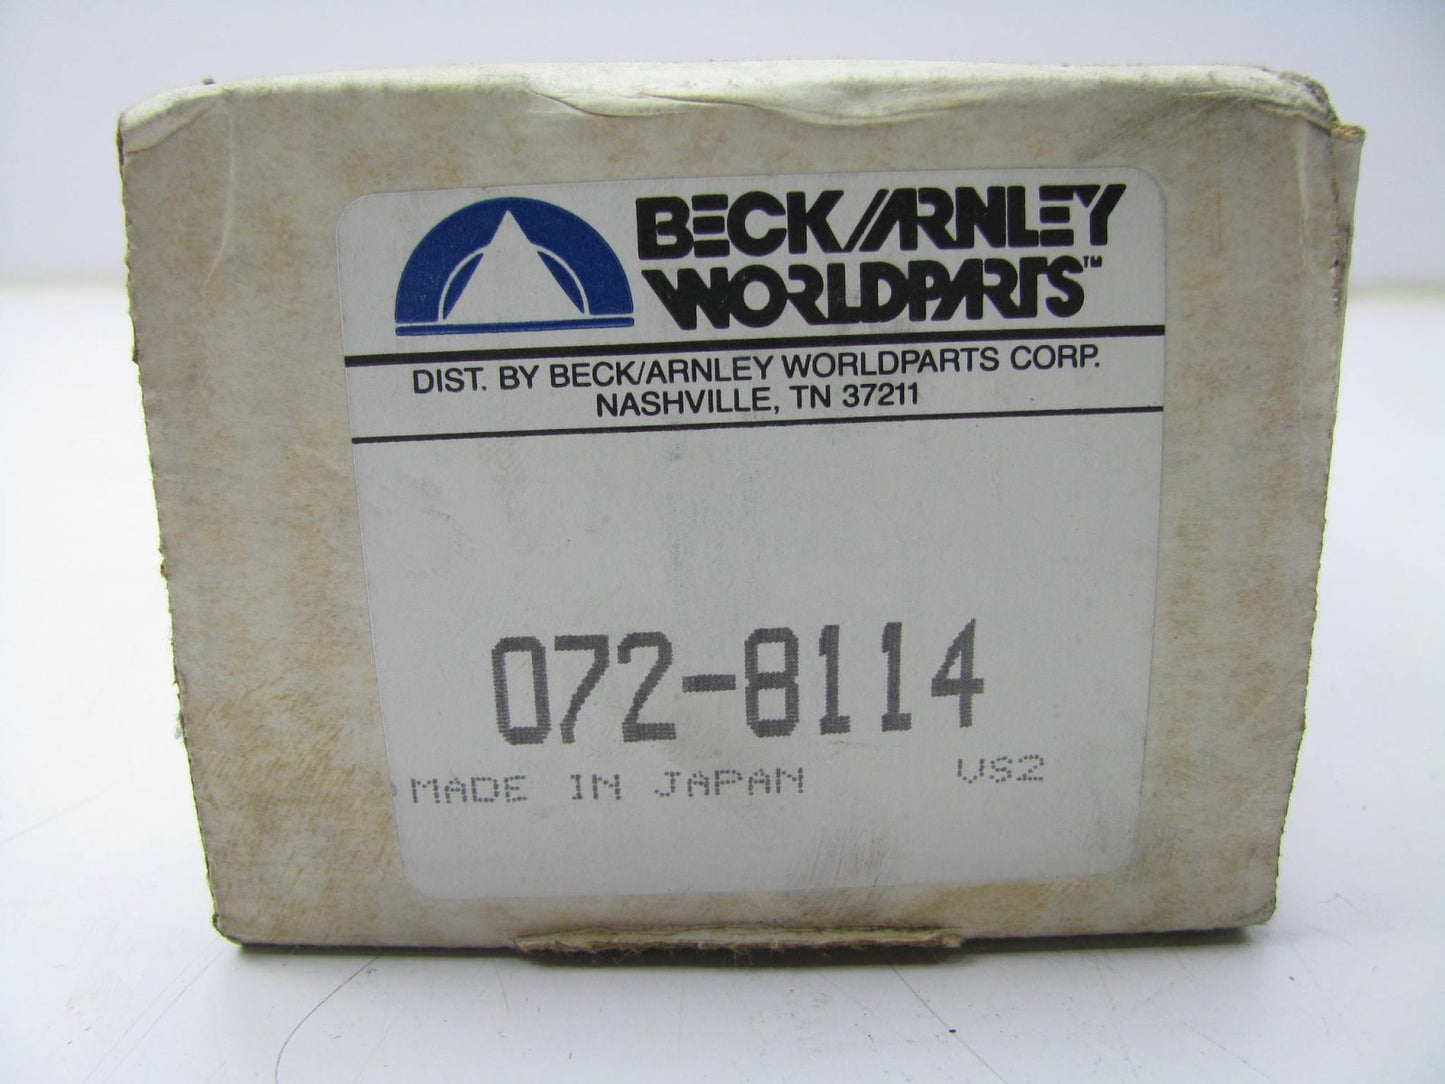 BECK/ARNLEY
WORLDPARTS™
DIST. BY BECK/ARNLEY WORLDPARTS CORP.
NASHVILLE, TN 37211
072-8114
MADE IN JAPAN VS2